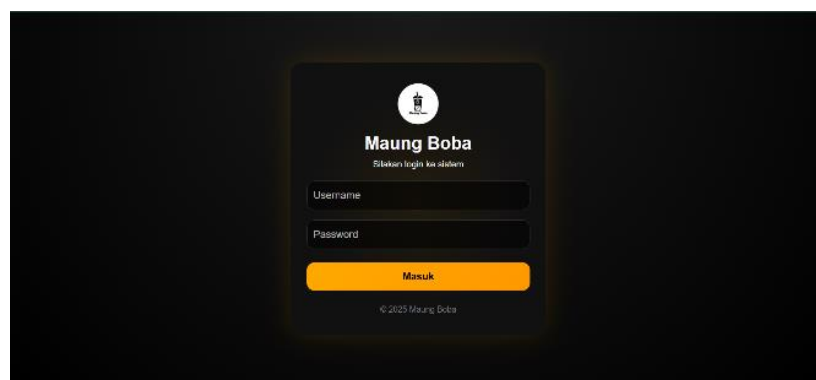 Maung Boba
Silakan login ke sistem
Username
Password
Masuk
© 2025 Maung Boba